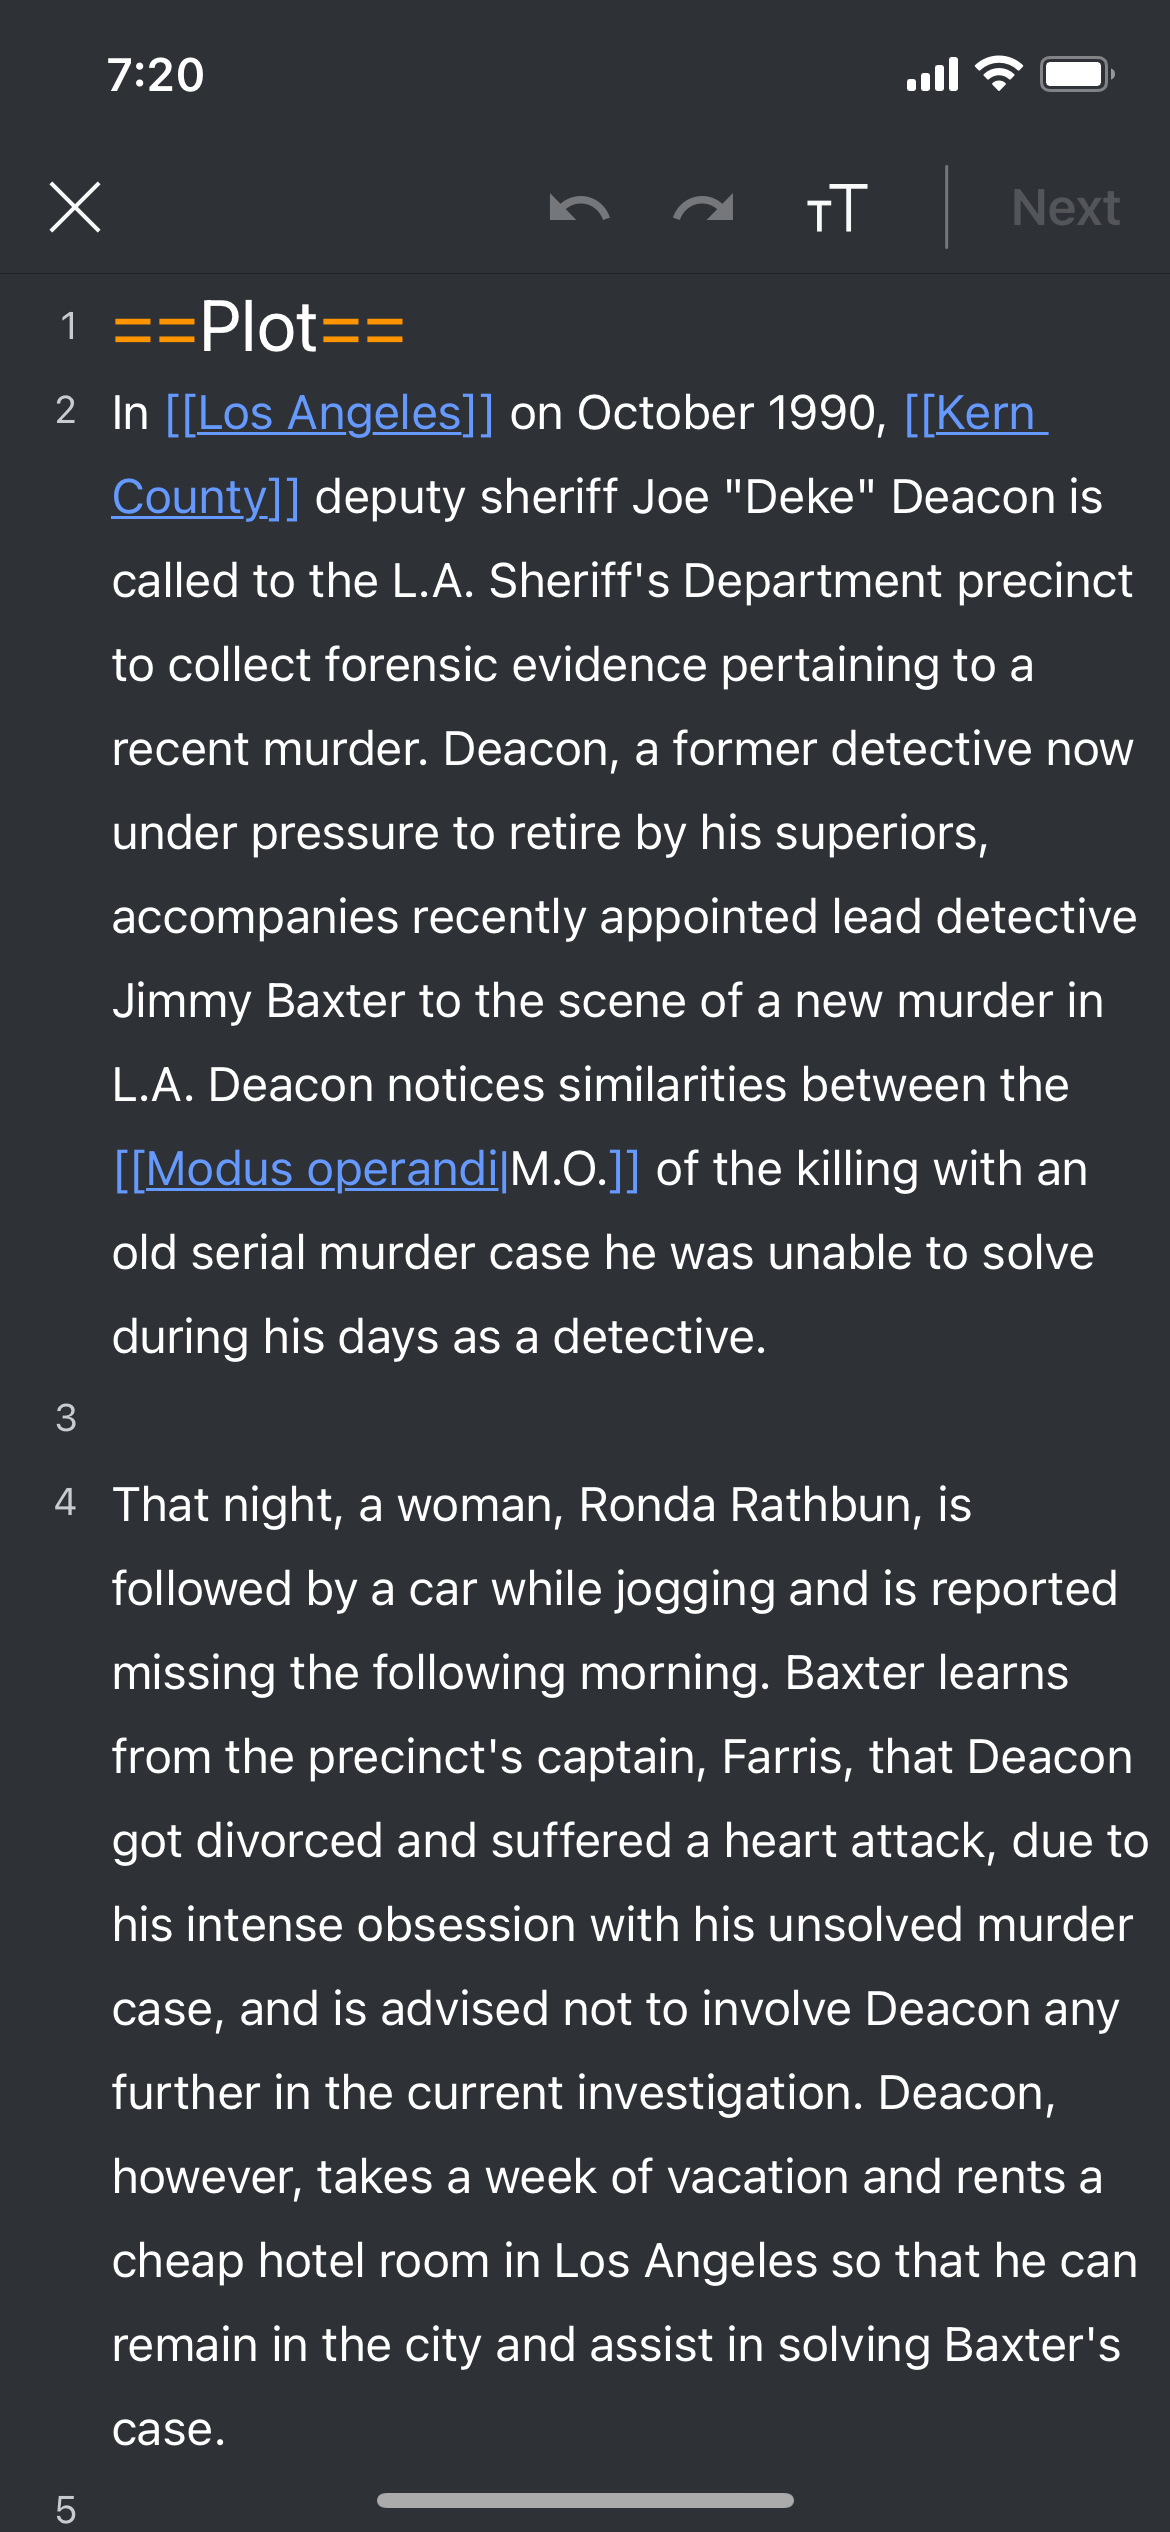 7:20
Next
1 ==Plot==
2 In [[Los Angeles]] on October 1990, [[Kern
County]] deputy sheriff Joe "Deke" Deacon is
called to the L.A. Sheriff's Department precinct
to collect forensic evidence pertaining to a
recent murder. Deacon, a former detective now
under pressure to retire by his superiors,
accompanies recently appointed lead detective
Jimmy Baxter to the scene of a new murder in
L.A. Deacon notices similarities between the
[[Modus operandi|M.O.]] of the killing with an
old serial murder case he was unable to solve
during his days as a detective.
3
4 That night, a woman, Ronda Rathbun, is
followed by a car while jogging and is reported
missing the following morning. Baxter learns
from the precinct's captain, Farris, that Deacon
got divorced and suffered a heart attack, due to
his intense obsession with his unsolved murder
case, and is advised not to involve Deacon any
further in the current investigation. Deacon,
however, takes a week of vacation and rents a
cheap hotel room in Los Angeles so that he can
remain in the city and assist in solving Baxter's
case.
5